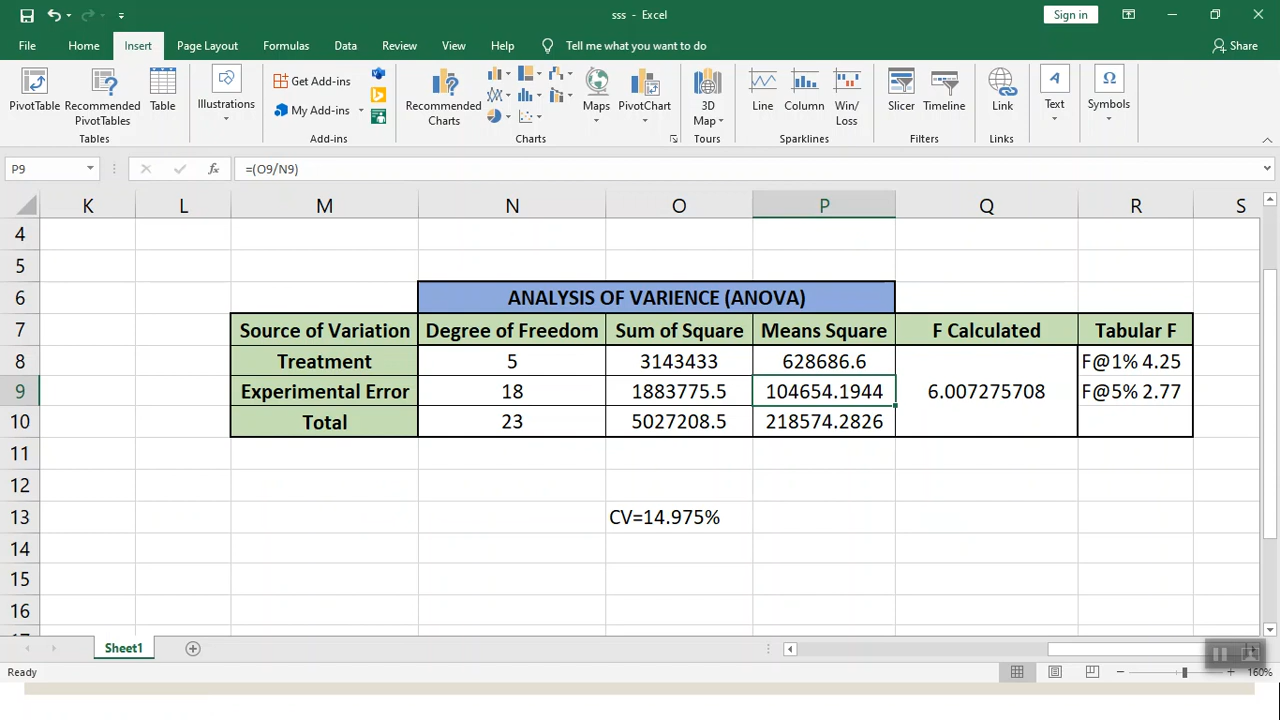 sss - Excel
Sign in
File Home Insert Page Layout Formulas Data Review View Help Tell me what you want to do Share
PivotTable Recommended PivotTables Table Illustrations Get Add-ins My Add-ins Recommended Charts Maps PivotChart 3D Map Line Column Win/Loss Slicer Timeline Link Text Symbols
Tables Add-ins Charts Tours Sparklines Filters Links
P9 fx =(O9/N9)
K L M N O P Q R S
4
5
6 ANALYSIS OF VARIENCE (ANOVA)
7 Source of Variation Degree of Freedom Sum of Square Means Square F Calculated Tabular F
8 Treatment 5 3143433 628686.6 F@1% 4.25
9 Experimental Error 18 1883775.5 104654.1944 6.007275708 F@5% 2.77
10 Total 23 5027208.5 218574.2826
11
12
13 CV=14.975%
14
15
16
Sheet1
Ready 160%